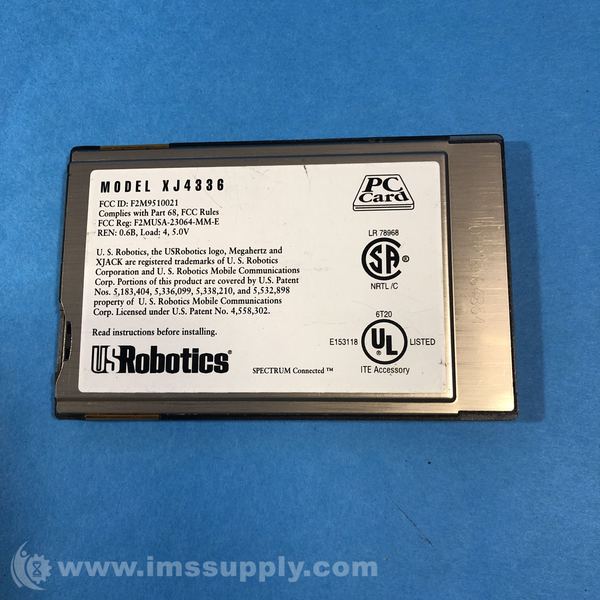 MODEL XJ4336
FCC ID: F2M9510021
Complies with Part 68, FCC Rules
FCC Reg: F2MUSA-23064-MM-E
REN: 0.6B, Load: 4, 5.0V
U. S. Robotics, the USRobotics logo, Megahertz and
XJACK are registered trademarks of U. S. Robotics
Corporation and U. S. Robotics Mobile Communications
Corp. Portions of this product are covered by U.S. Patent
Nos. 5,183,404, 5,336,099, 5,338,210, and 5,532,898
property of U. S. Robotics Mobile Communications
Corp. Licensed under U.S. Patent Nos. 4,558,302.
Read instructions before installing.
USRobotics®
SPECTRUM Connected™
PC
Card
LR 78968
SA ®
NRTL /C
6T20
E153118 UL ® LISTED
ITE Accessory
www.imssupply.com